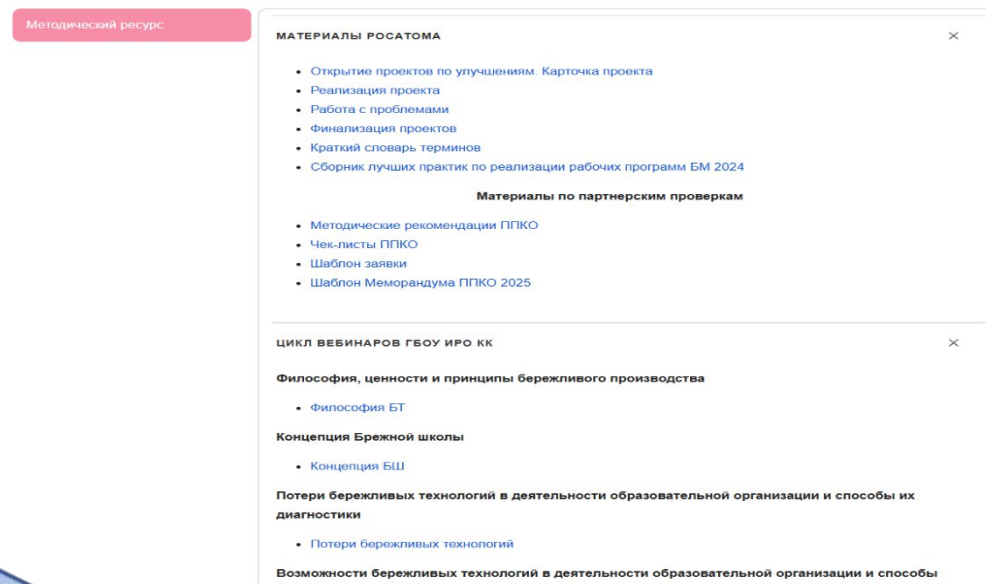 Методический ресурс
МАТЕРИАЛЫ РОСАТОМА
Открытие проектов по улучшениям. Карточка проекта
Реализация проекта
Работа с проблемами
Финализация проектов
Краткий словарь терминов
Сборник лучших практик по реализации рабочих программ БМ 2024
Материалы по партнерским проверкам
Методические рекомендации ППКО
Чек-листы ППКО
Шаблон заявки
Шаблон Меморандума ППКО 2025
ЦИКЛ ВЕБИНАРОВ ГБОУ ИРО КК
Философия, ценности и принципы бережливого производства
Философия БТ
Концепция Брежной школы
Концепция БШ
Потери бережливых технологий в деятельности образовательной организации и способы их
диагностики
Потери бережливых технологий
Возможности бережливых технологий в деятельности образовательной организации и способы